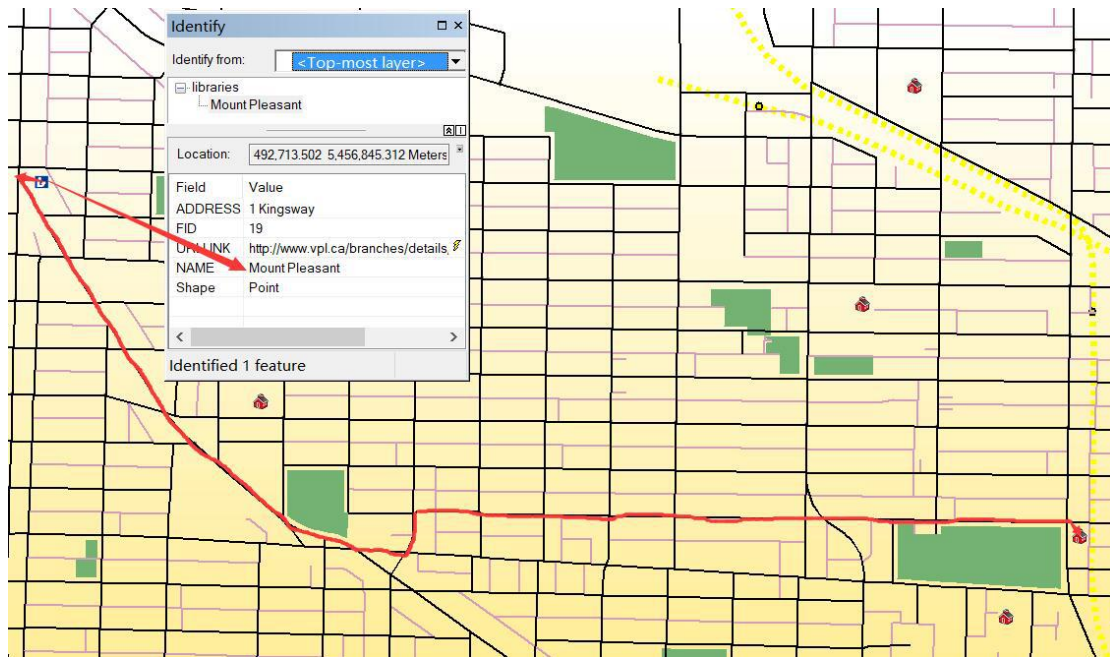 Identify
Identify from: <Top-most layer>
libraries
Mount Pleasant
Location: 492,713.502 5,456,845.312 Meters
Field Value
ADDRESS 1 Kingsway
FID 19
http://www.vpl.ca/branches/details,
NAME Mount Pleasant
Shape Point
Identified 1 feature